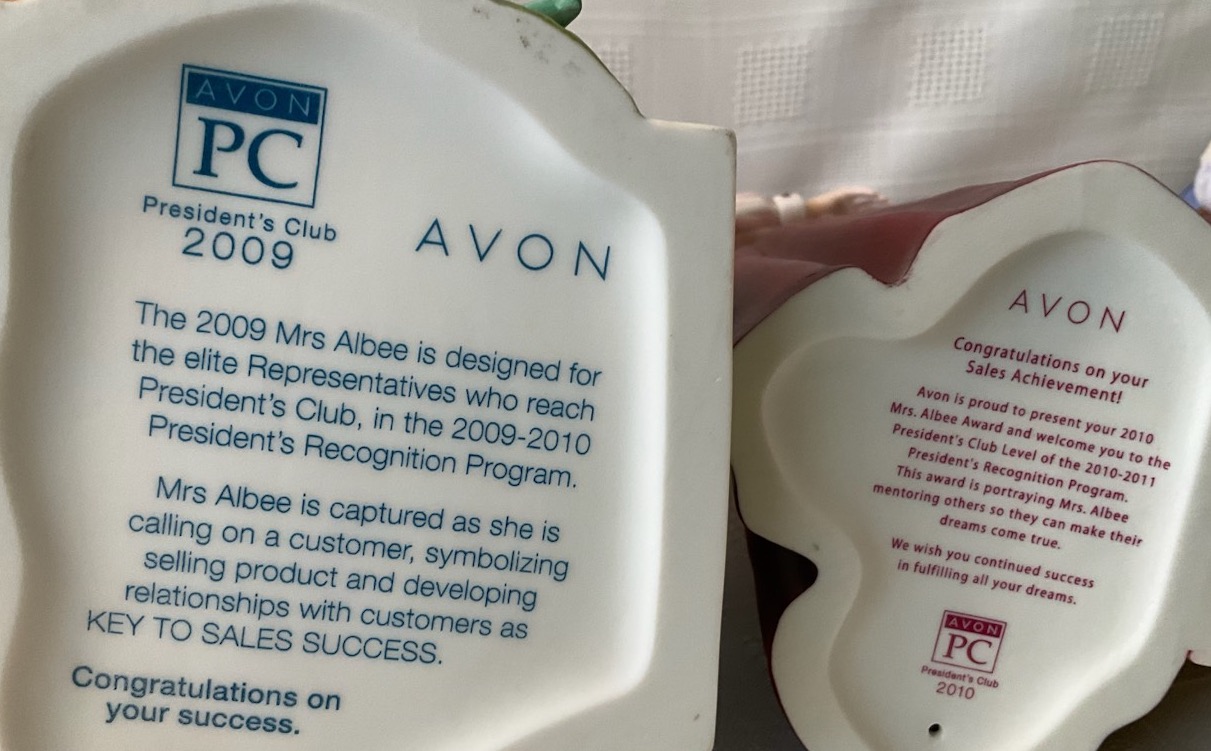 AVON
PC
President's Club
2009
AVON
The 2009 Mrs Albee is designed for
the elite Representatives who reach
President's Club, in the 2009-2010
President's Recognition Program.
Mrs Albee is captured as she is
calling on a customer, symbolizing
selling product and developing
relationships with customers as
KEY TO SALES SUCCESS.
Congratulations on
your success.
AVON
Congratulations on your
Sales Achievement!
Avon is proud to present your 2010
Mrs. Albee Award and welcome you to the
President's Club Level of the 2010-2011
President's Recognition Program.
This award is portraying Mrs. Albee
mentoring others so they can make their
dreams come true.
We wish you continued success
in fulfilling all your dreams.
AVON
PC
President's Club
2010